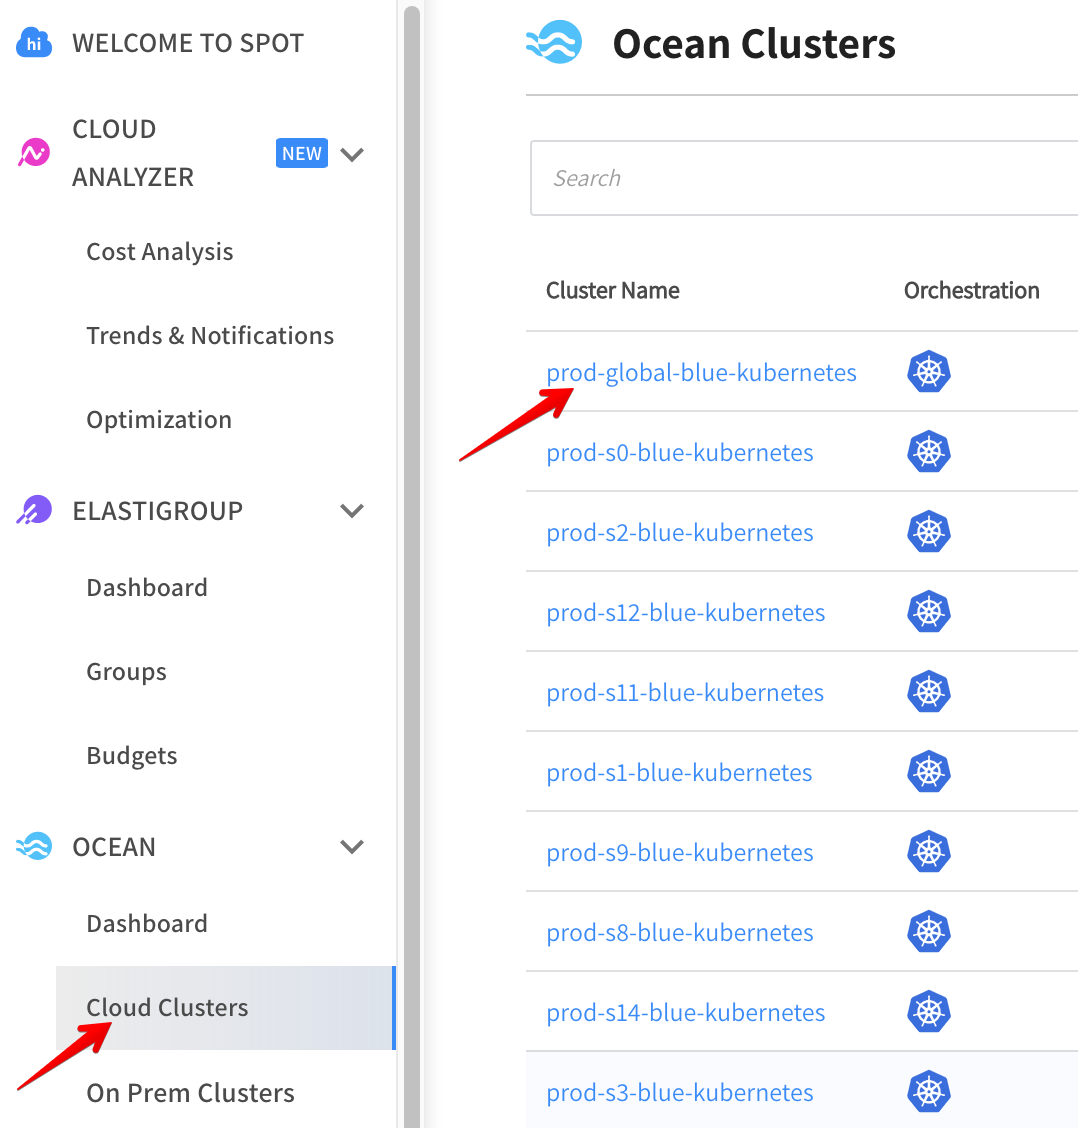 hi WELCOME TO SPOT
CLOUD
ANALYZER
NEW
Cost Analysis
Trends & Notifications
Optimization
ELASTIGROUP
Dashboard
Groups
Budgets
OCEAN
Dashboard
Cloud Clusters
On Prem Clusters
Ocean Clusters
Search
Cluster Name Orchestration
prod-global-blue-kubernetes
prod-s0-blue-kubernetes
prod-s2-blue-kubernetes
prod-s12-blue-kubernetes
prod-s11-blue-kubernetes
prod-s1-blue-kubernetes
prod-s9-blue-kubernetes
prod-s8-blue-kubernetes
prod-s14-blue-kubernetes
prod-s3-blue-kubernetes